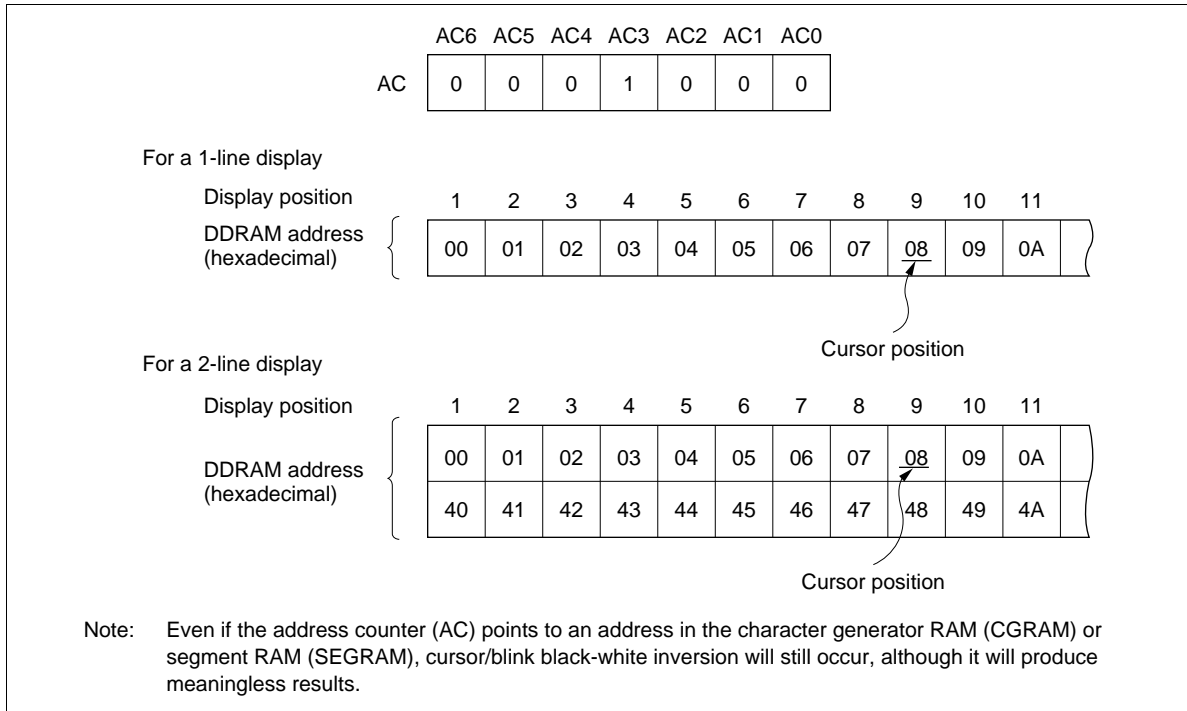 AC6 AC5 AC4 AC3 AC2 AC1 AC0
AC 0 0 0 1 0 0 0
For a 1-line display
Display position 1 2 3 4 5 6 7 8 9 10 11
DDRAM address
(hexadecimal)
00 01 02 03 04 05 06 07 08 09 0A
Cursor position
For a 2-line display
Display position 1 2 3 4 5 6 7 8 9 10 11
DDRAM address
(hexadecimal)
00 01 02 03 04 05 06 07 08 09 0A
40 41 42 43 44 45 46 47 48 49 4A
Cursor position
Note: Even if the address counter (AC) points to an address in the character generator RAM (CGRAM) or
segment RAM (SEGRAM), cursor/blink black-white inversion will still occur, although it will produce
meaningless results.